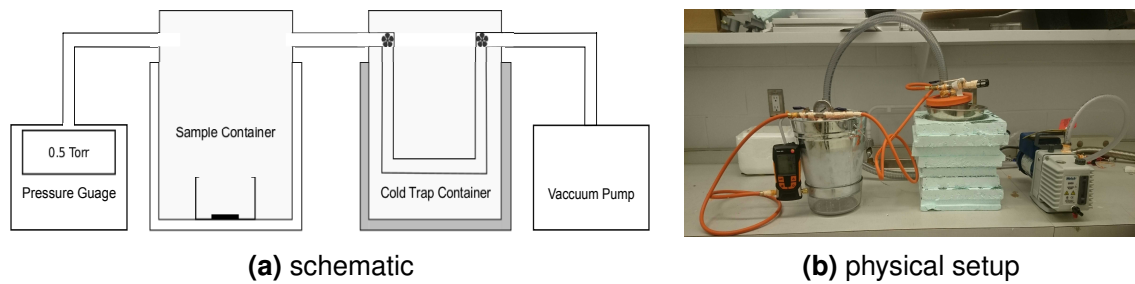 Sample Container
0.5 Torr
Pressure Guage
Cold Trap Container
Vaccuum Pump
(a) schematic
(b) physical setup